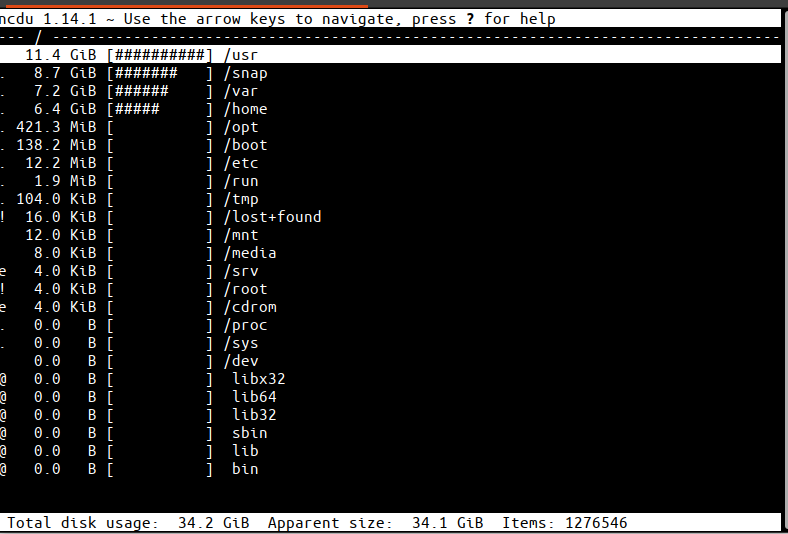 ncdu 1.14.1 ~ Use the arrow keys to navigate, press ? for help
--- / ---------------------------------------------------------------------------------
   11.4 GiB [##########] /usr
.   8.7 GiB [#######   ] /snap
.   7.2 GiB [######    ] /var
.   6.4 GiB [#####     ] /home
. 421.3 MiB [          ] /opt
. 138.2 MiB [          ] /boot
.  12.2 MiB [          ] /etc
.   1.9 MiB [          ] /run
. 104.0 KiB [          ] /tmp
!  16.0 KiB [          ] /lost+found
   12.0 KiB [          ] /mnt
    8.0 KiB [          ] /media
e   4.0 KiB [          ] /srv
!   4.0 KiB [          ] /root
e   4.0 KiB [          ] /cdrom
.   0.0   B [          ] /proc
.   0.0   B [          ] /sys
    0.0   B [          ] /dev
@   0.0   B [          ]  libx32
@   0.0   B [          ]  lib64
@   0.0   B [          ]  lib32
@   0.0   B [          ]  sbin
@   0.0   B [          ]  lib
@   0.0   B [          ]  bin
Total disk usage:  34.2 GiB  Apparent size:  34.1 GiB  Items: 1276546